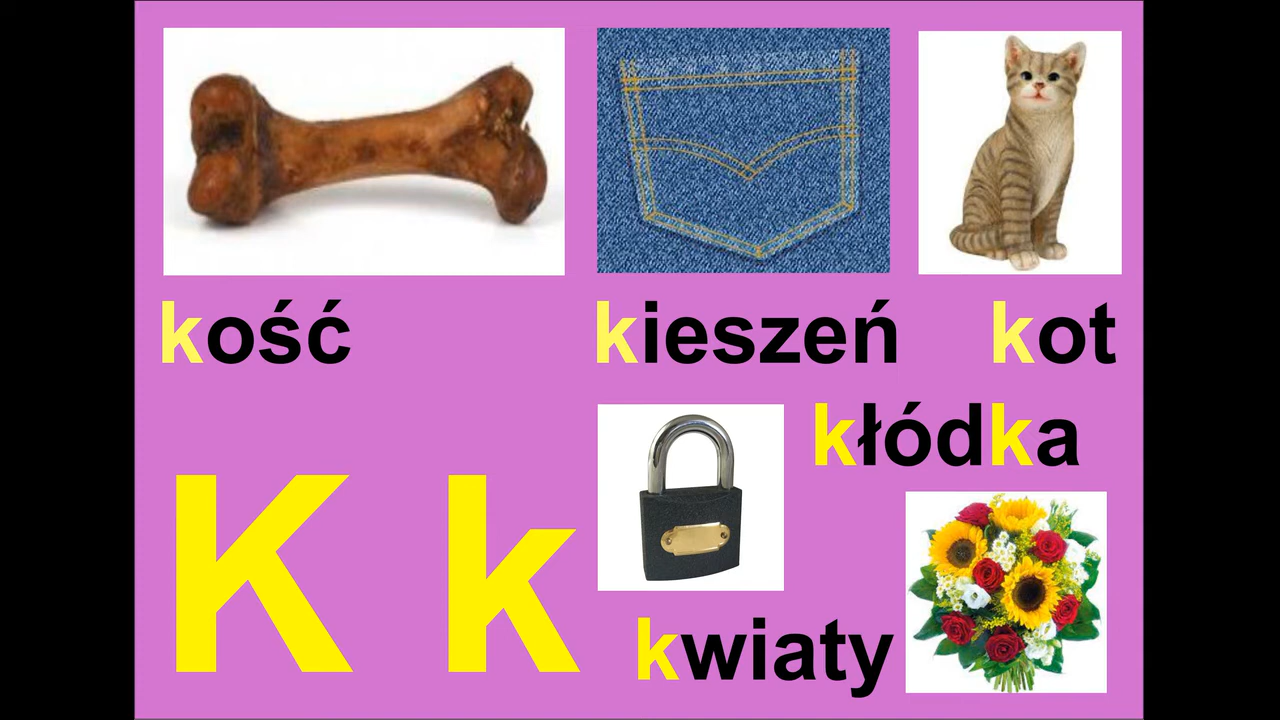 kość
kieszeń
kot
kłódka
K k
kwiaty